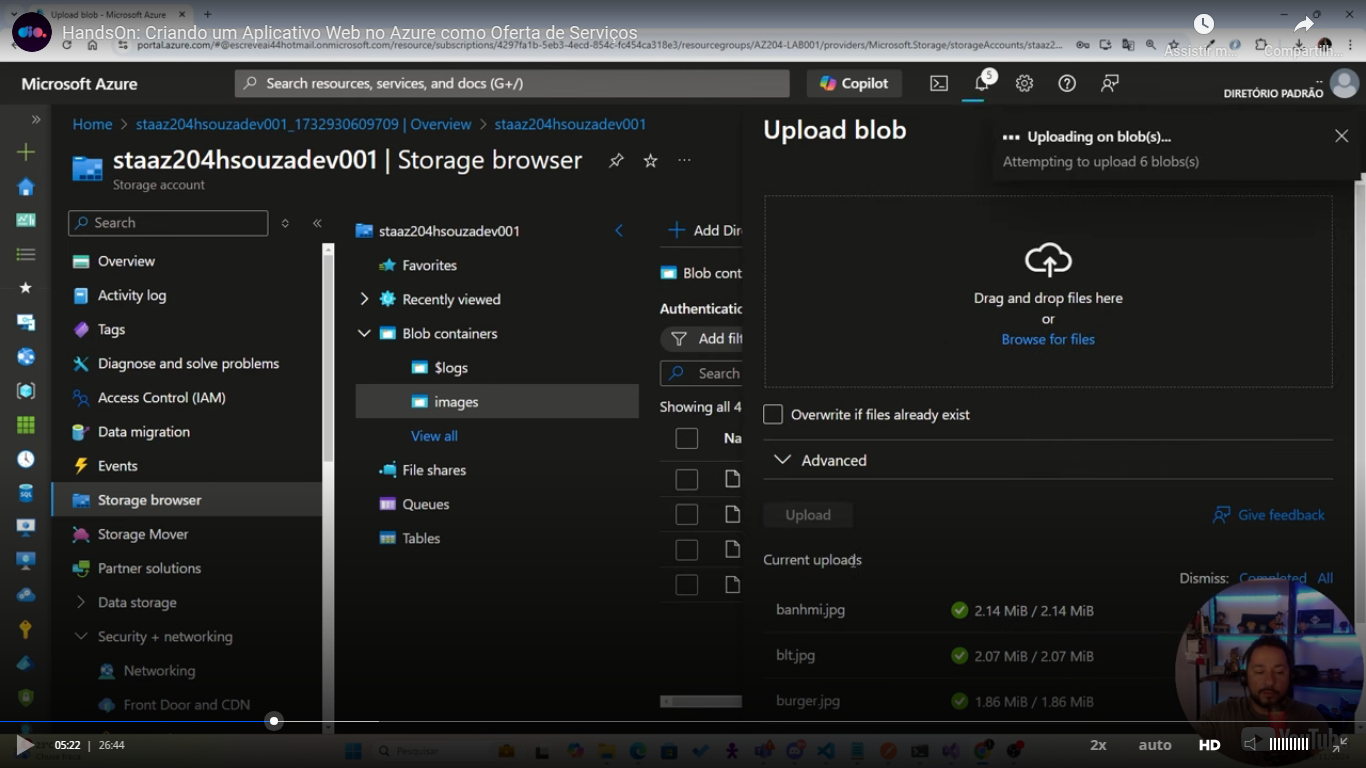 Upload blob - Microsoft Azure
dio.
HandsOn: Criando um Aplicativo Web no Azure como Oferta de Serviços
Assistir m...
Compartilh...
portal.azure.com/#@escreveai44hotmail.onmicrosoft.com/resource/subscriptions/4297fa1b-5eb3-4ecd-854c-fc454ca318e3/resourcegroups/AZ204-LAB001/providers/Microsoft.Storage/storageAccounts/staaz2...
Microsoft Azure
Search resources, services, and docs (G+/)
Copilot
5
DIRETÓRIO PADRÃO
Home > staaz204hsouzadev001_1732930609709 | Overview > staaz204hsouzadev001
staaz204hsouzadev001 | Storage browser
Storage account
Search
Overview
Activity log
Tags
Diagnose and solve problems
Access Control (IAM)
Data migration
Events
Storage browser
Storage Mover
Partner solutions
Data storage
Security + networking
Networking
Front Door and CDN
staaz204hsouzadev001
Favorites
Recently viewed
Blob containers
$logs
images
View all
File shares
Queues
Tables
Add Dir
Blob cont
Authenticatio
Add filt
Search
Showing all 4
Na
Upload blob
Uploading on blob(s)...
Attempting to upload 6 blobs(s)
Drag and drop files here
or
Browse for files
Overwrite if files already exist
Advanced
Upload
Give feedback
Current uploads
Dismiss: Completed All
banhmi.jpg 2.14 MiB / 2.14 MiB
blt.jpg 2.07 MiB / 2.07 MiB
burger.jpg 1.86 MiB / 1.86 MiB
05:22 | 26:44
Pesquisar
2x
auto
HD
YouTube